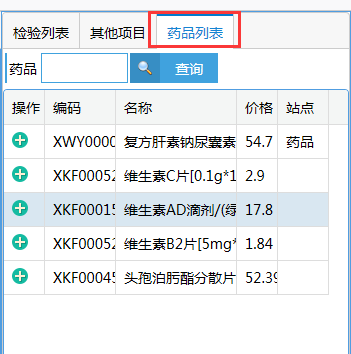 检验列表 其他项目 药品列表
药品 查询
操作 编码 名称 价格 站点
XWY0000 复方肝素钠尿囊素 54.7 药品
XKF00052 维生素C片[0.1g*1 2.9
XKF00015 维生素AD滴剂/(绿 17.8
XKF00052 维生素B2片[5mg* 1.84
XKF00045 头孢泊肟酯分散片 52.39